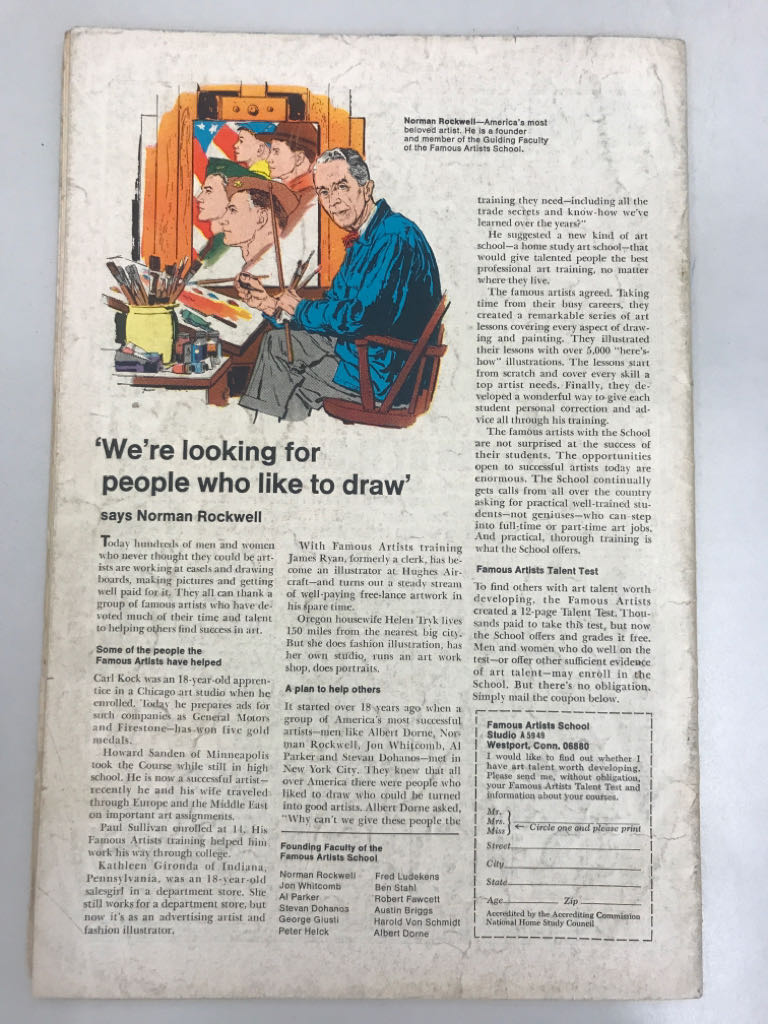 Norman Rockwell—America's most
beloved artist. He is a founder
and member of the Guiding Faculty
of the Famous Artists School.
'We're looking for
people who like to draw'
says Norman Rockwell
Today hundreds of men and women
who never thought they could be art-
ists are working at easels and drawing
boards, making pictures and getting
well paid for it. They all can thank a
group of famous artists who have de-
voted much of their time and talent
to helping others find success in art.
Some of the people the
Famous Artists have helped
Carl Kock was an 18-year-old appren-
tice in a Chicago art studio when he
enrolled. Today he prepares ads for
such companies as General Motors
and Firestone—has won five gold
medals.
Howard Sanden of Minneapolis
took the Course while still in high
school. He is now a successful artist—
recently he and his wife traveled
through Europe and the Middle East
on important art assignments.
Paul Sullivan enrolled at 14. His
Famous Artists training helped him
work his way through college.
Kathleen Gironda of Indiana,
Pennsylvania, was an 18-year-old
salesgirl in a department store. She
still works for a department store, but
now it's as an advertising artist and
fashion illustrator.
With Famous Artists training
James Ryan, formerly a clerk, has be-
come an illustrator at Hughes Air-
craft—and turns out a steady stream
of well-paying free-lance artwork in
his spare time.
Oregon housewife Helen Tryk lives
150 miles from the nearest big city.
But she does fashion illustration, has
her own studio, runs an art work
shop, does portraits.
A plan to help others
It started over 18 years ago when a
group of America's most successful
artists—men like Albert Dorne, Nor-
man Rockwell, Jon Whitcomb, Al
Parker and Stevan Dohanos—met in
New York City. They knew that all
over America there were people who
liked to draw who could be turned
into good artists. Albert Dorne asked,
"Why can't we give these people the
Founding Faculty of the
Famous Artists School
Norman Rockwell
Jon Whitcomb
Al Parker
Stevan Dohanos
George Giusti
Peter Helck
Fred Ludekens
Ben Stahl
Robert Fawcett
Austin Briggs
Harold Von Schmidt
Albert Dorne
training they need—including all the
trade secrets and know-how we've
learned over the years?"
He suggested a new kind of art
school—a home study art school—that
would give talented people the best
professional art training, no matter
where they live.
The famous artists agreed. Taking
time from their busy careers, they
created a remarkable series of art
lessons covering every aspect of draw-
ing and painting. They illustrated
their lessons with over 5,000 "here's-
how" illustrations. The lessons start
from scratch and cover every skill a
top artist needs. Finally, they de-
veloped a wonderful way to give each
student personal correction and ad-
vice all through his training.
The famous artists with the School
are not surprised at the success of
their students. The opportunities
open to successful artists today are
enormous. The School continually
gets calls from all over the country
asking for practical well-trained stu-
dents—not geniuses—who can step
into full-time or part-time art jobs.
And practical, thorough training is
what the School offers.
Famous Artists Talent Test
To find others with art talent worth
developing, the Famous Artists
created a 12-page Talent Test. Thou-
sands paid to take this test, but now
the School offers and grades it free.
Men and women who do well on the
test—or offer other sufficient evidence
of art talent—may enroll in the
School. But there's no obligation.
Simply mail the coupon below.
Famous Artists School
Studio A5949
Westport, Conn. 06880
I would like to find out whether I
have art talent worth developing.
Please send me, without obligation,
your Famous Artists Talent Test and
information about your courses.
Mr.
Mrs.
Miss
← Circle one and please print
Street
City
State
Age Zip
Accredited by the Accrediting Commission
National Home Study Council